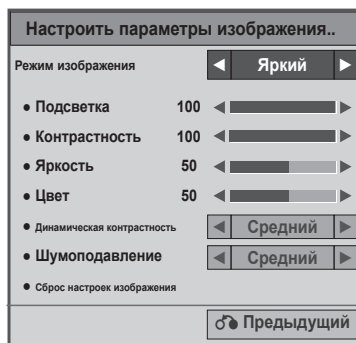 Настроить параметры изображения..
Режим изображения ◄ Яркий ►
● Подсветка 100
● Контрастность 100
● Яркость 50
● Цвет 50
● Динамическая контрастность ◄ Средний ►
● Шумоподавление ◄ Средний ►
● Сброс настроек изображения
Предыдущий